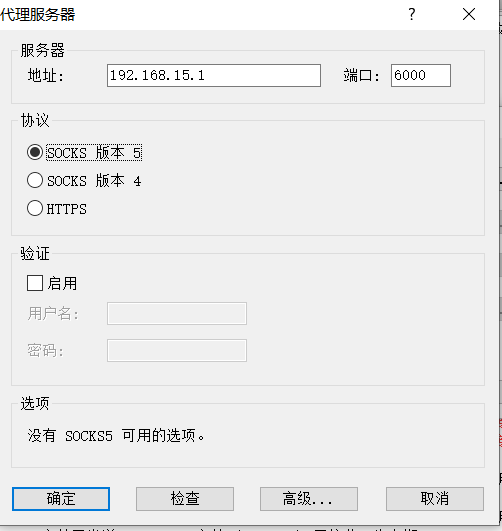 代理服务器
服务器
地址: 192.168.15.1 端口: 6000
协议
SOCKS 版本 5
SOCKS 版本 4
HTTPS
验证
启用
用户名:
密码:
选项
没有 SOCKS5 可用的选项。
确定 检查 高级... 取消